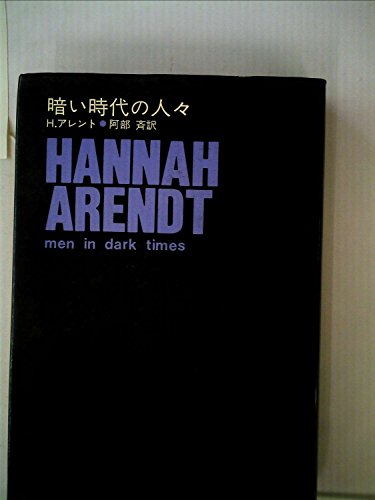 暗い時代の人々
H.アレント●阿部 斉訳
HANNAH
ARENDT
men in dark times